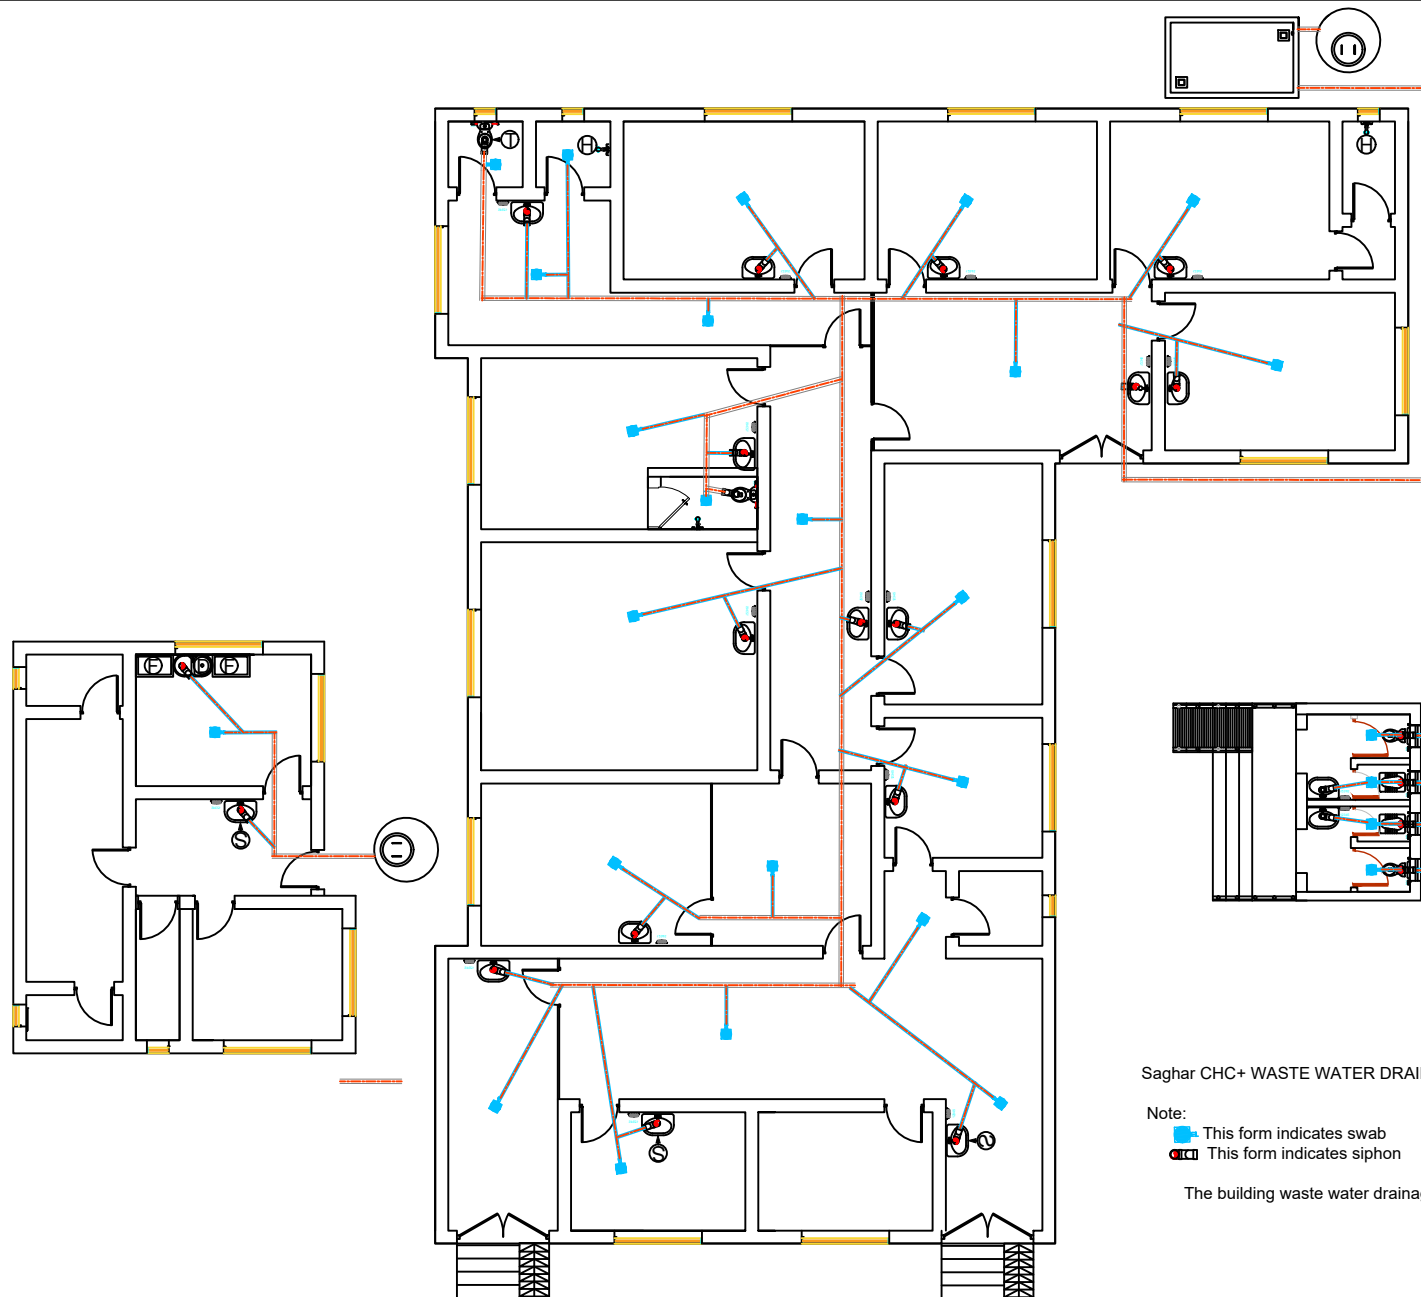 T
H
H
F
F
S
Saghar CHC+ WASTE WATER DRAI
Note:
This form indicates swab
This form indicates siphon
S
S
The building waste water draina